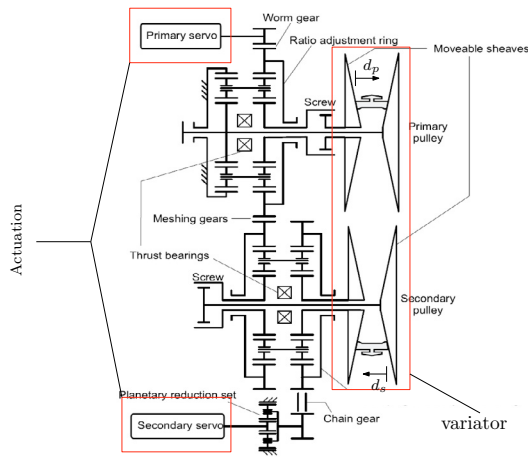 Primary servo
Worm gear
Ratio adjustment ring
Moveable sheaves
d_p
Screw
Primary
pulley
Meshing gears
Thrust bearings
Actuation
Screw
Secondary
pulley
d_s
Planetary reduction set
Chain gear
Secondary servo
variator